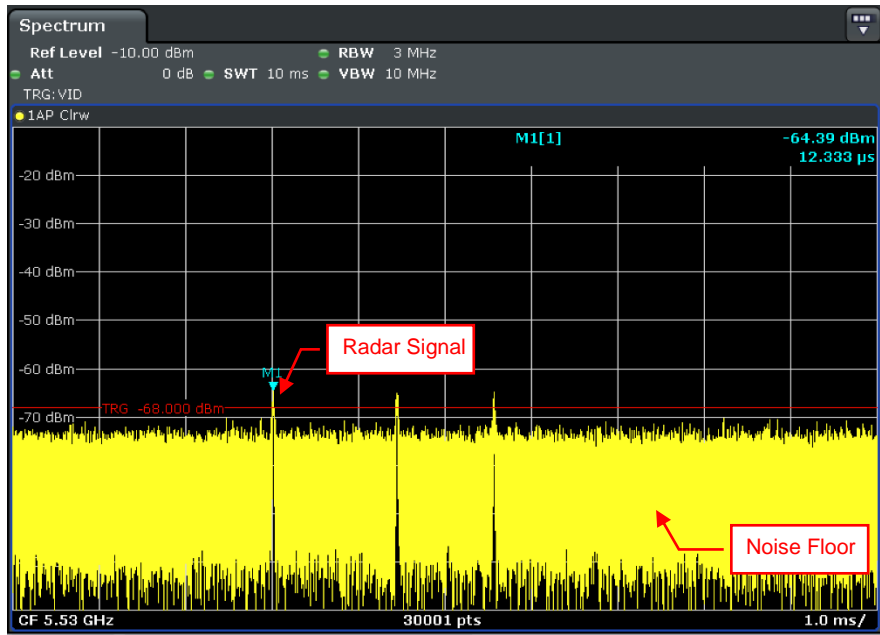 Spectrum
Ref Level -10.00 dBm RBW 3 MHz
Att 0 dB SWT 10 ms VBW 10 MHz
TRG:VID
1AP Clrw
M1[1] -64.39 dBm
12.333 µs
-20 dBm
-30 dBm
-40 dBm
-50 dBm
Radar Signal
-60 dBm
M1
TRG -68.000 dBm
-70 dBm
Noise Floor
CF 5.53 GHz 30001 pts 1.0 ms/